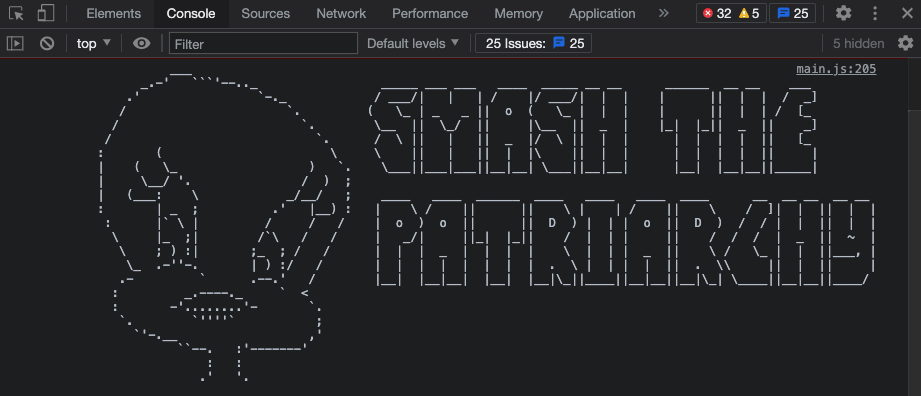 Elements Console Sources Network Performance Memory Application » 32 5 25
top ▼ Filter Default levels ▼ 25 Issues: 25 5 hidden
main.js:205
SMASH THE
PATRIARCHY